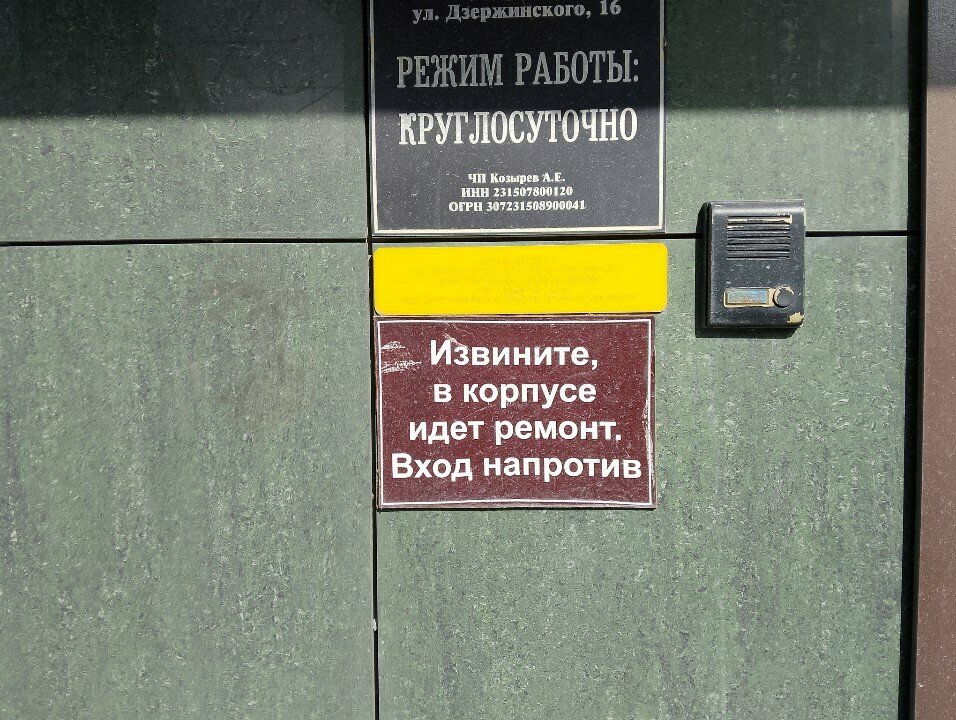 ул. Дзержинского, 16
РЕЖИМ РАБОТЫ:
КРУГЛОСУТОЧНО
ЧП Козырев А.Е.
ИНН 231507800120
ОГРН 307231508900041
Извините,
в корпусе
идет ремонт.
Вход напротив